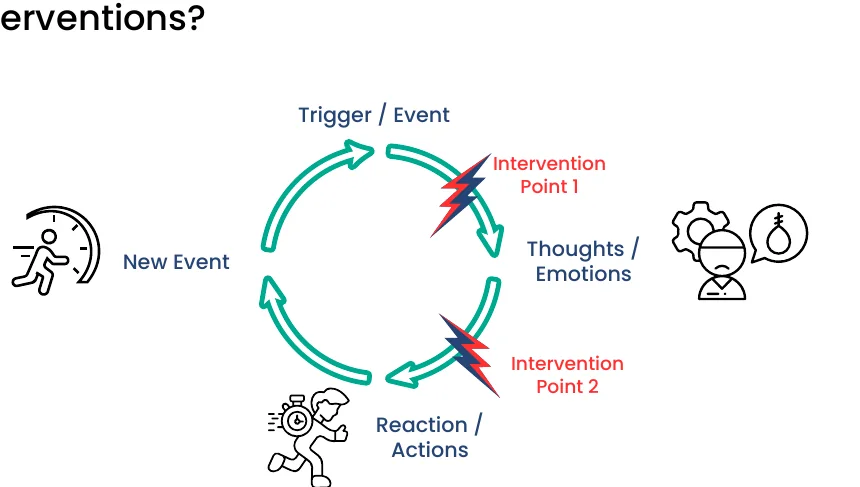 erventions?
Trigger / Event
Intervention
Point 1
Thoughts /
Emotions
New Event
Intervention
Point 2
Reaction /
Actions